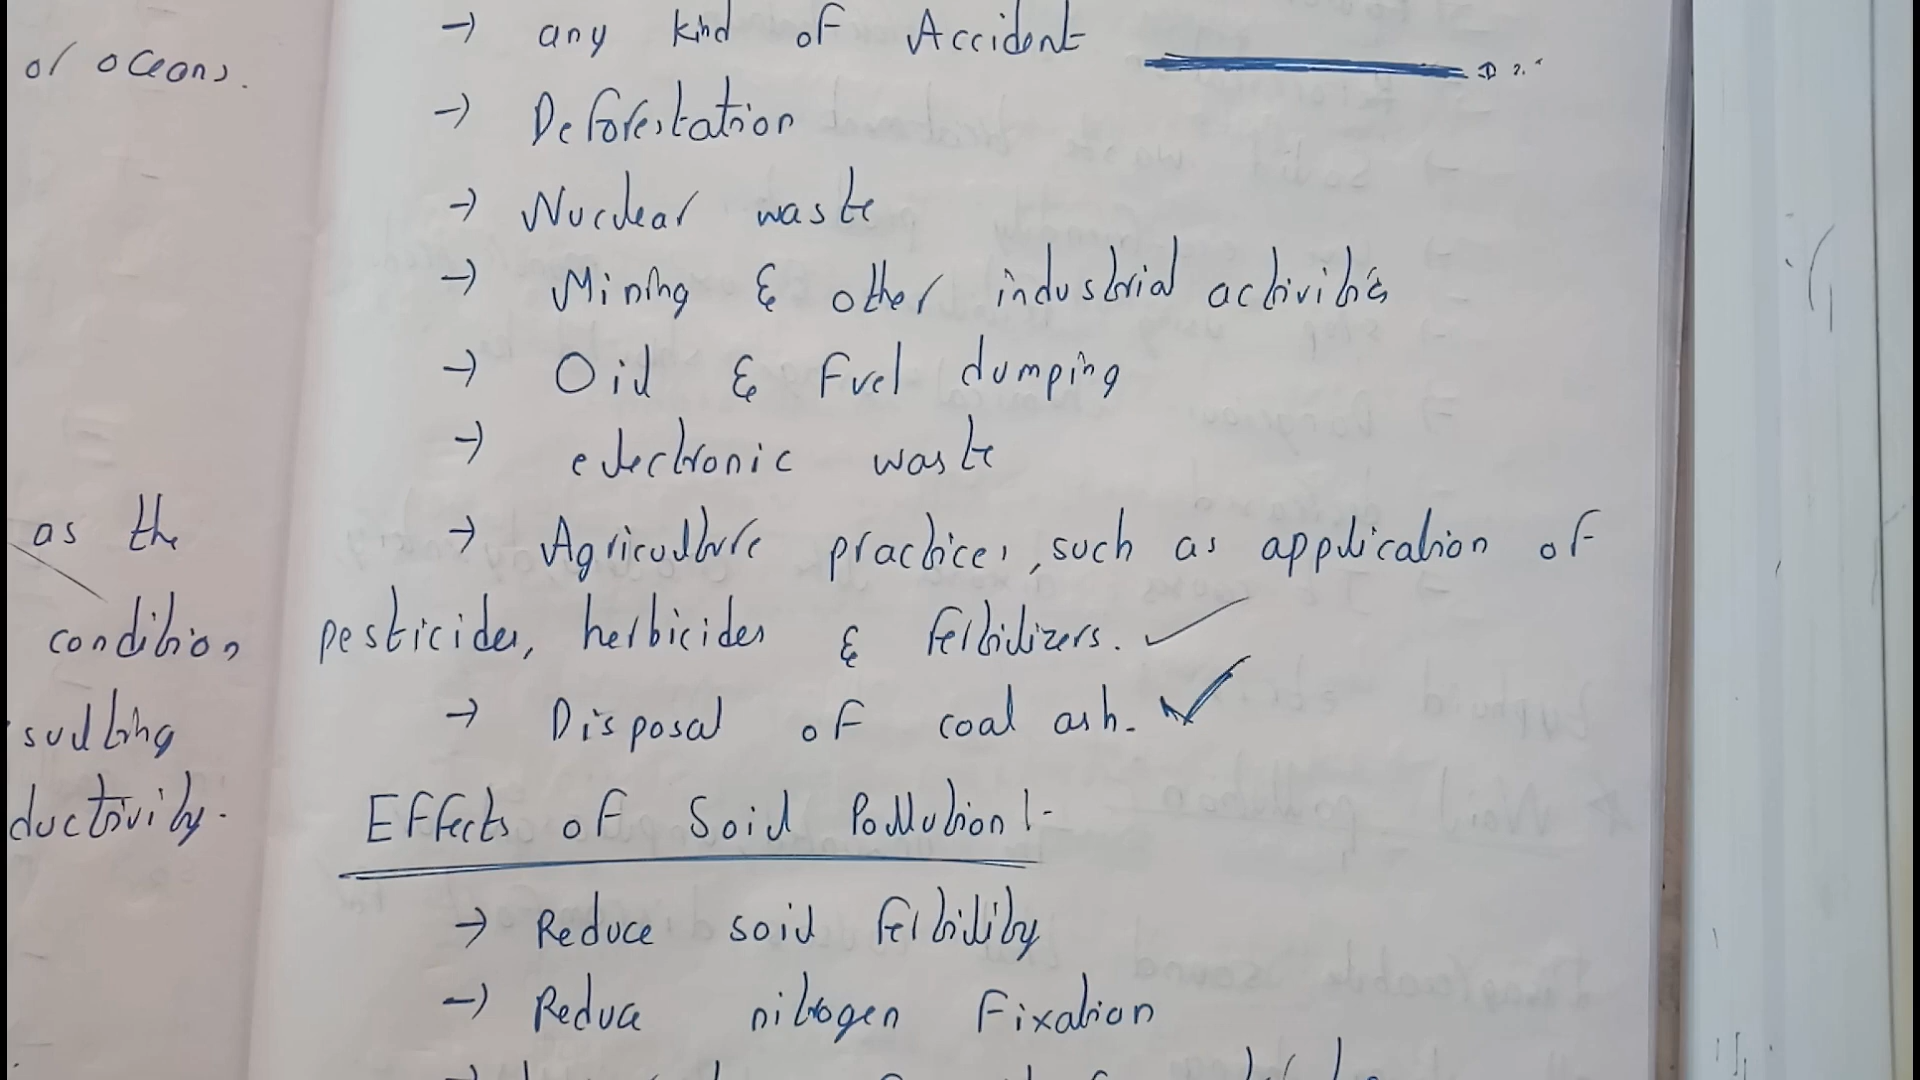 of oceans.
as the
condition
sulting
ductivity.
→ any kind of Accident
→ Deforestation
→ Nuclear waste
→ Mining & other industrial activities
→ Oil & Fuel dumping
→ electronic waste
→ Agriculture practices, such as application of
pesticides, herbicides & fertilizers.
→ Disposal of coal ash.
Effects of Soil Pollution :-
→ Reduce soil fertility
→ Reduce nitrogen Fixation